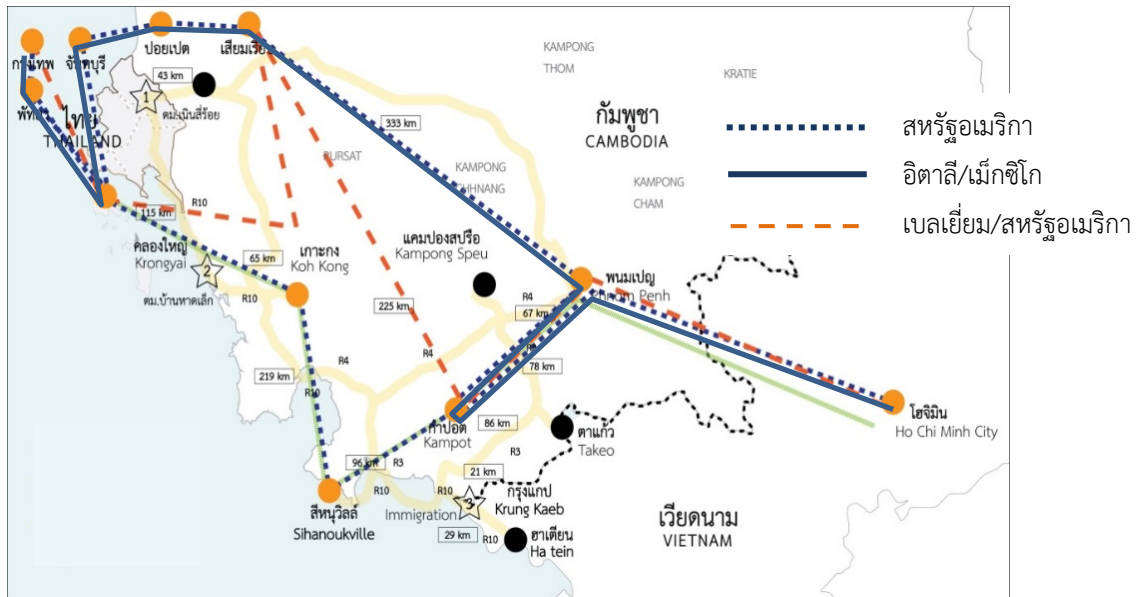 กรุงเทพ
จันทบุรี
ปอยเปต
เสียมเรียบ
KAMPONG
THOM
KRATIE
43 km
1
ตม.เนินสี่ร้อย
ไทย
THAILAND
333 km
กัมพูชา
CAMBODIA
สหรัฐอเมริกา
อิตาลี/เม็กซิโก
เบลเยี่ยม/สหรัฐอเมริกา
PURSAT
KAMPONG
CHHNANG
KAMPONG
CHAM
115 km
R10
คลองใหญ่
Krongyai
65 km
เกาะกง
Koh Kong
แคมปองสปรือ
Kampong Speu
พนมเปญ
Phnom Penh
2
ตม.บ้านหาดเล็ก
R10
225 km
R4
67 km
R4
R4
78 km
219 km
R10
กำปอต
Kampot
86 km
ตาแก้ว
Takeo
โฮจิมิน
Ho Chi Minh City
96 km
R3
R3
21 km
R10
R10
กรุงแกป
Krung Kaeb
3
สีหนุวิลล์
Sihanoukville
Immigration
29 km
R10
ฮาเตียน
Ha tein
เวียดนาม
VIETNAM